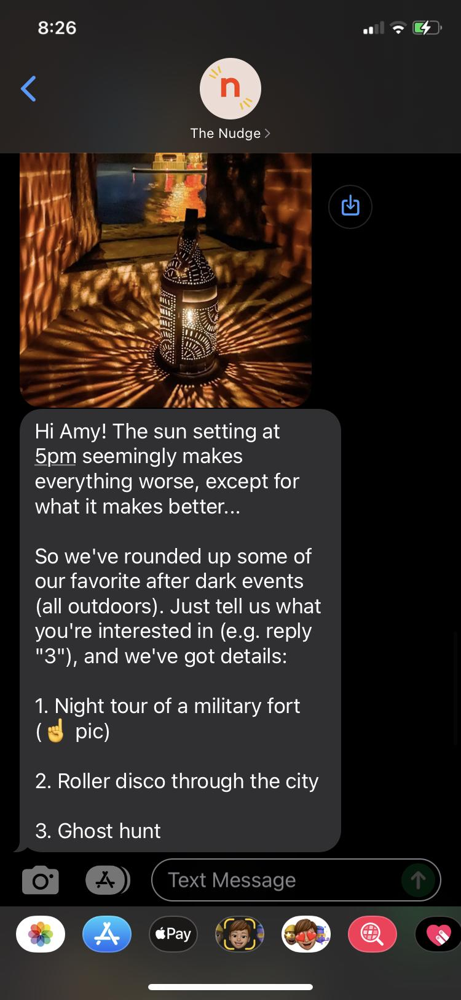 8:26
n
The Nudge
Hi Amy! The sun setting at
5pm seemingly makes
everything worse, except for
what it makes better...
So we've rounded up some of
our favorite after dark events
(all outdoors). Just tell us what
you're interested in (e.g. reply
"3"), and we've got details:
1. Night tour of a military fort
(☝️ pic)
2. Roller disco through the city
3. Ghost hunt
Text Message
Pay